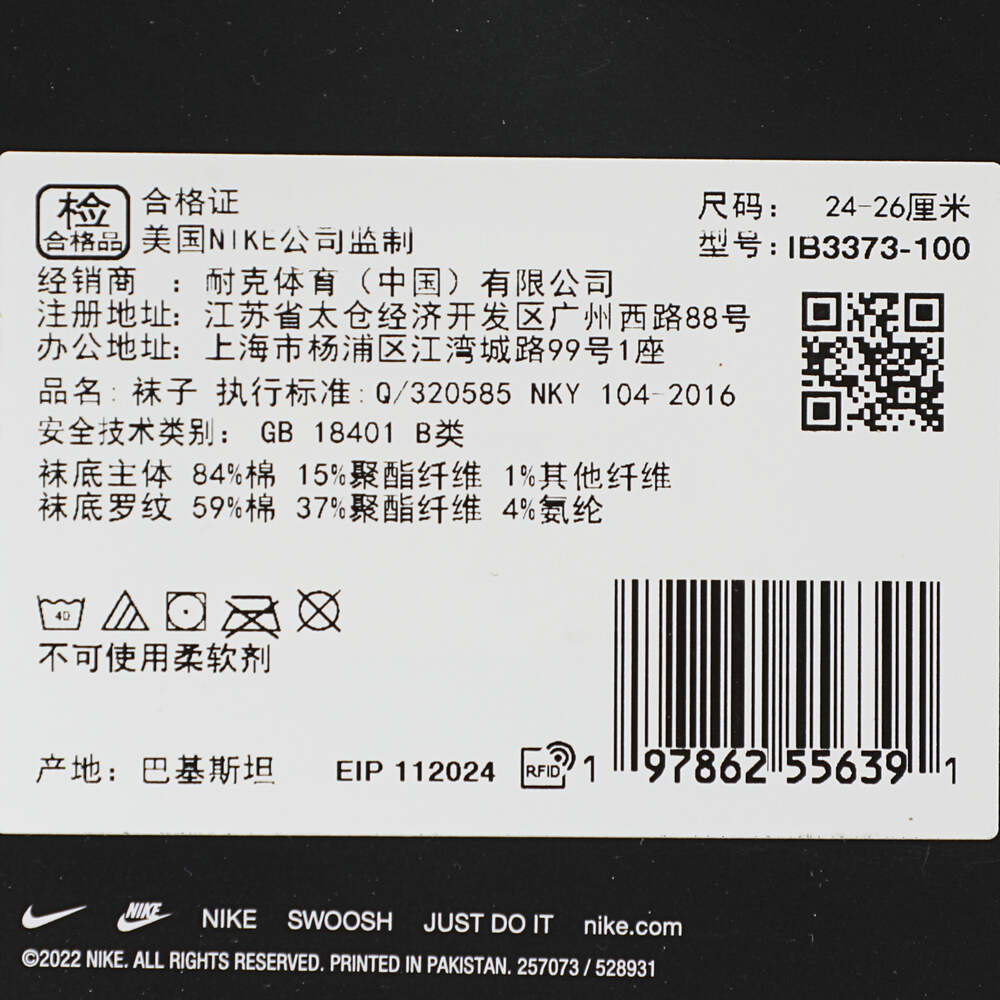 检 合格证
合格品 美国NIKE公司监制
尺码： 24-26厘米
型号：IB3373-100
经销商 ：耐克体育（中国）有限公司
注册地址：江苏省太仓经济开发区广州西路88号
办公地址：上海市杨浦区江湾城路99号1座
品名：袜子 执行标准：Q/320585 NKY 104-2016
安全技术类别： GB 18401 B类
袜底主体 84%棉 15%聚酯纤维 1%其他纤维
袜底罗纹 59%棉 37%聚酯纤维 4%氨纶
40
不可使用柔软剂
产地：巴基斯坦 EIP 112024 RFID 1 97862 55639 1
NIKE NIKE SWOOSH JUST DO IT nike.com
©2022 NIKE. ALL RIGHTS RESERVED. PRINTED IN PAKISTAN. 257073 / 528931